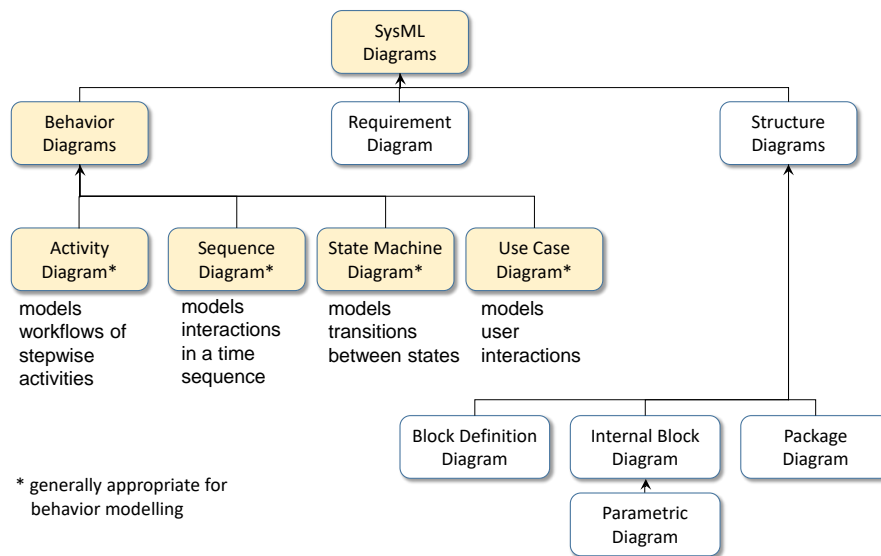 SysML
Diagrams
Behavior
Diagrams
Requirement
Diagram
Structure
Diagrams
Activity
Diagram*
Sequence
Diagram*
State Machine
Diagram*
Use Case
Diagram*
models
workflows of
stepwise
activities
models
interactions
in a time
sequence
models
transitions
between states
models
user
interactions
Block Definition
Diagram
Internal Block
Diagram
Package
Diagram
Parametric
Diagram
* generally appropriate for
behavior modelling